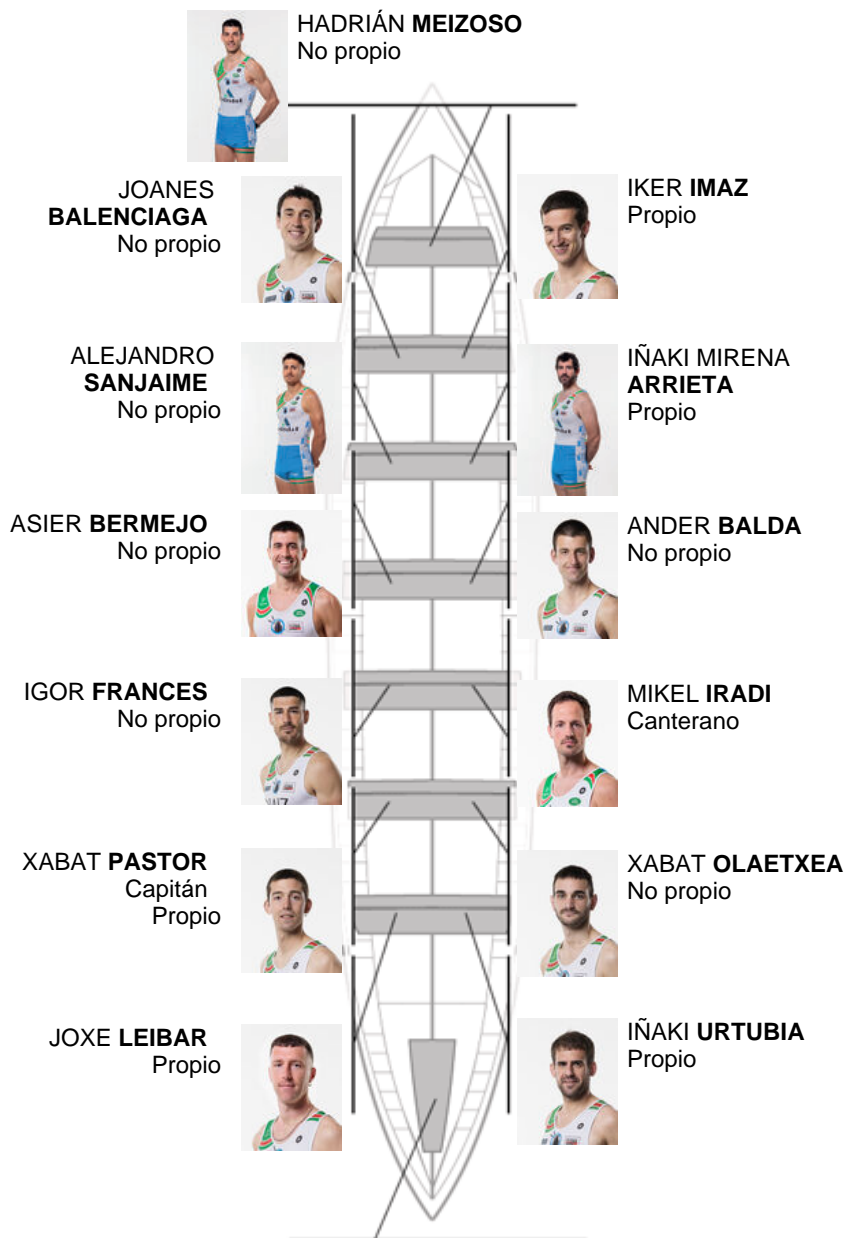 HADRIÁN MEIZOSO
No propio
JOANES
BALENCIAGA
No propio
IKER IMAZ
Propio
ALEJANDRO
SANJAIME
No propio
IÑAKI MIRENA
ARRIETA
Propio
ASIER BERMEJO
No propio
ANDER BALDA
No propio
IGOR FRANCES
No propio
MIKEL IRADI
Canterano
XABAT PASTOR
Capitán
Propio
XABAT OLAETXEA
No propio
JOXE LEIBAR
Propio
IÑAKI URTUBIA
Propio